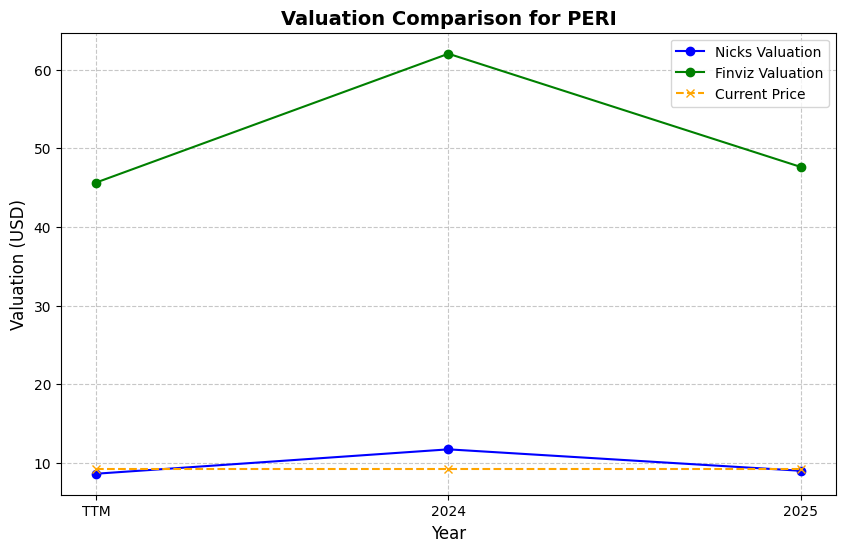 Valuation Comparison for PERI
Nicks Valuation
Finviz Valuation
Current Price
Valuation (USD)
60
50
40
30
20
10
TTM
2024
2025
Year